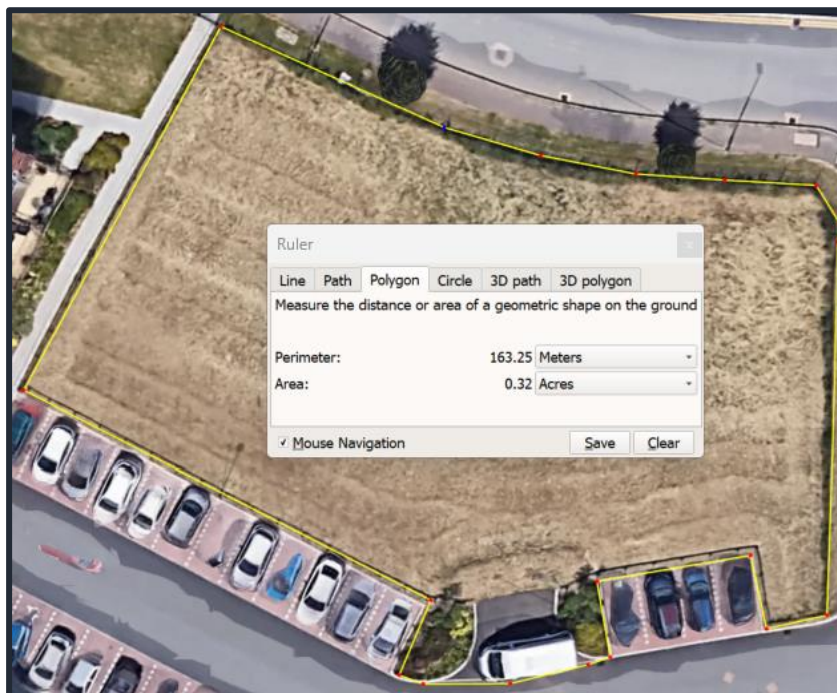 Ruler
Line Path Polygon Circle 3D path 3D polygon
Measure the distance or area of a geometric shape on the ground
Perimeter: 163.25 Meters
Area: 0.32 Acres
Mouse Navigation Save Clear